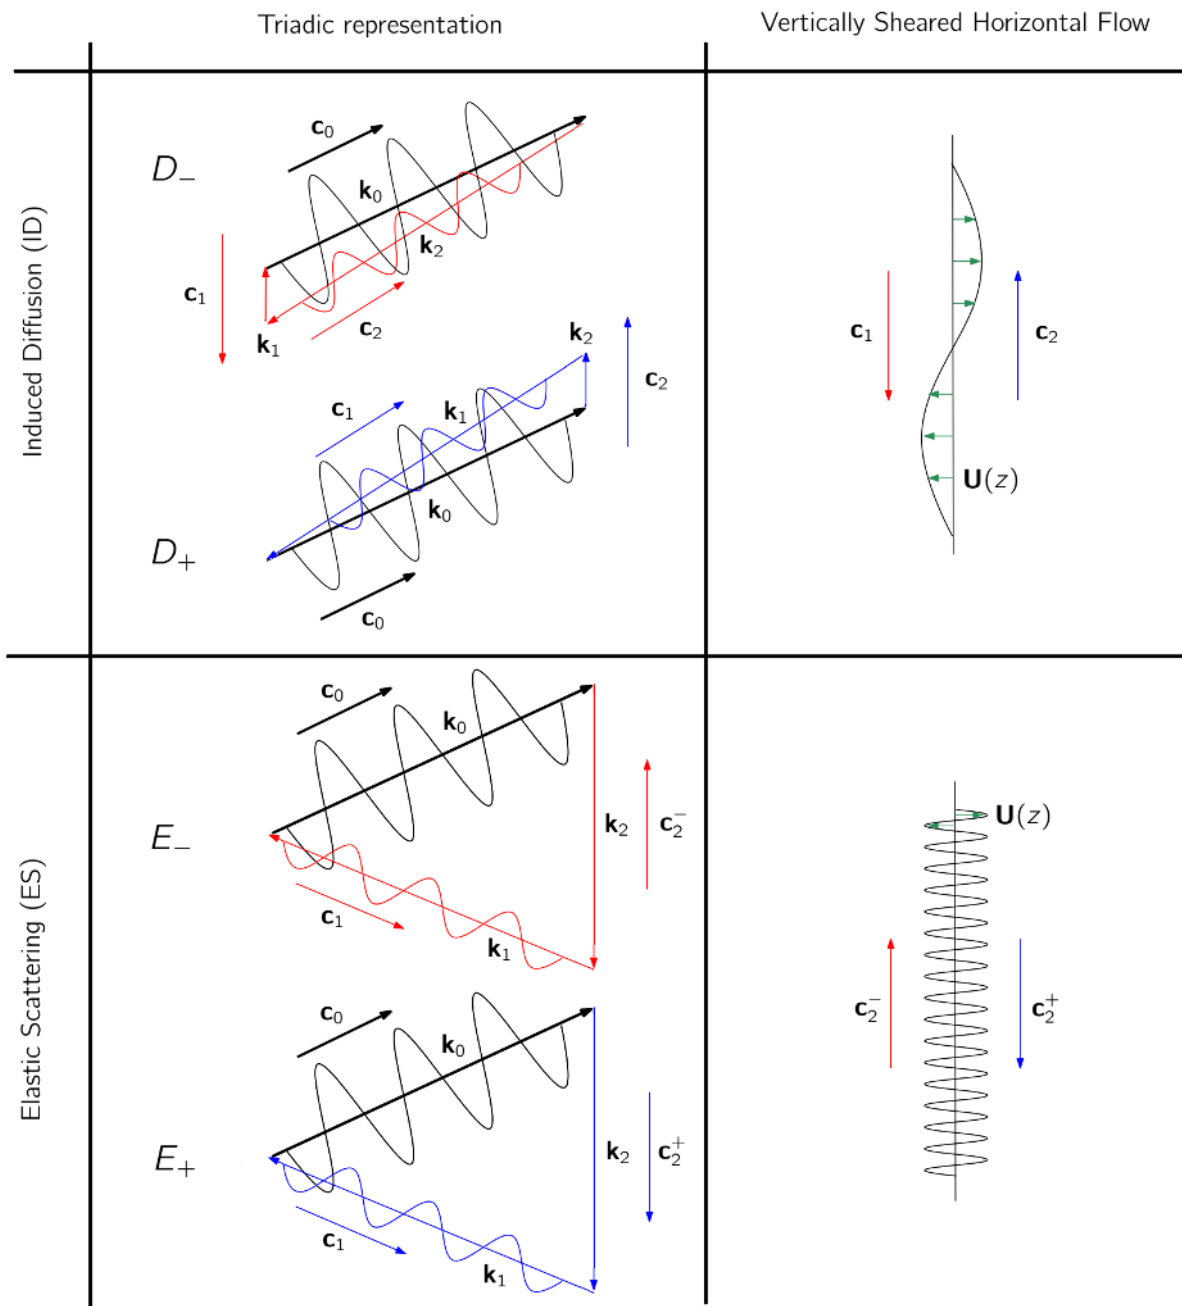 Triadic representation
Vertically Sheared Horizontal Flow
Induced Diffusion (ID)
D₋
c₀
k₀
k₂
c₁
k₁
c₂
D₊
k₂
c₂
c₁
k₁
k₀
c₀
c₁
c₂
U(z)
Elastic Scattering (ES)
E₋
c₀
k₀
k₂
c₂⁻
c₁
k₁
E₊
c₀
k₀
k₂
c₂⁺
c₁
k₁
U(z)
c₂⁻
c₂⁺